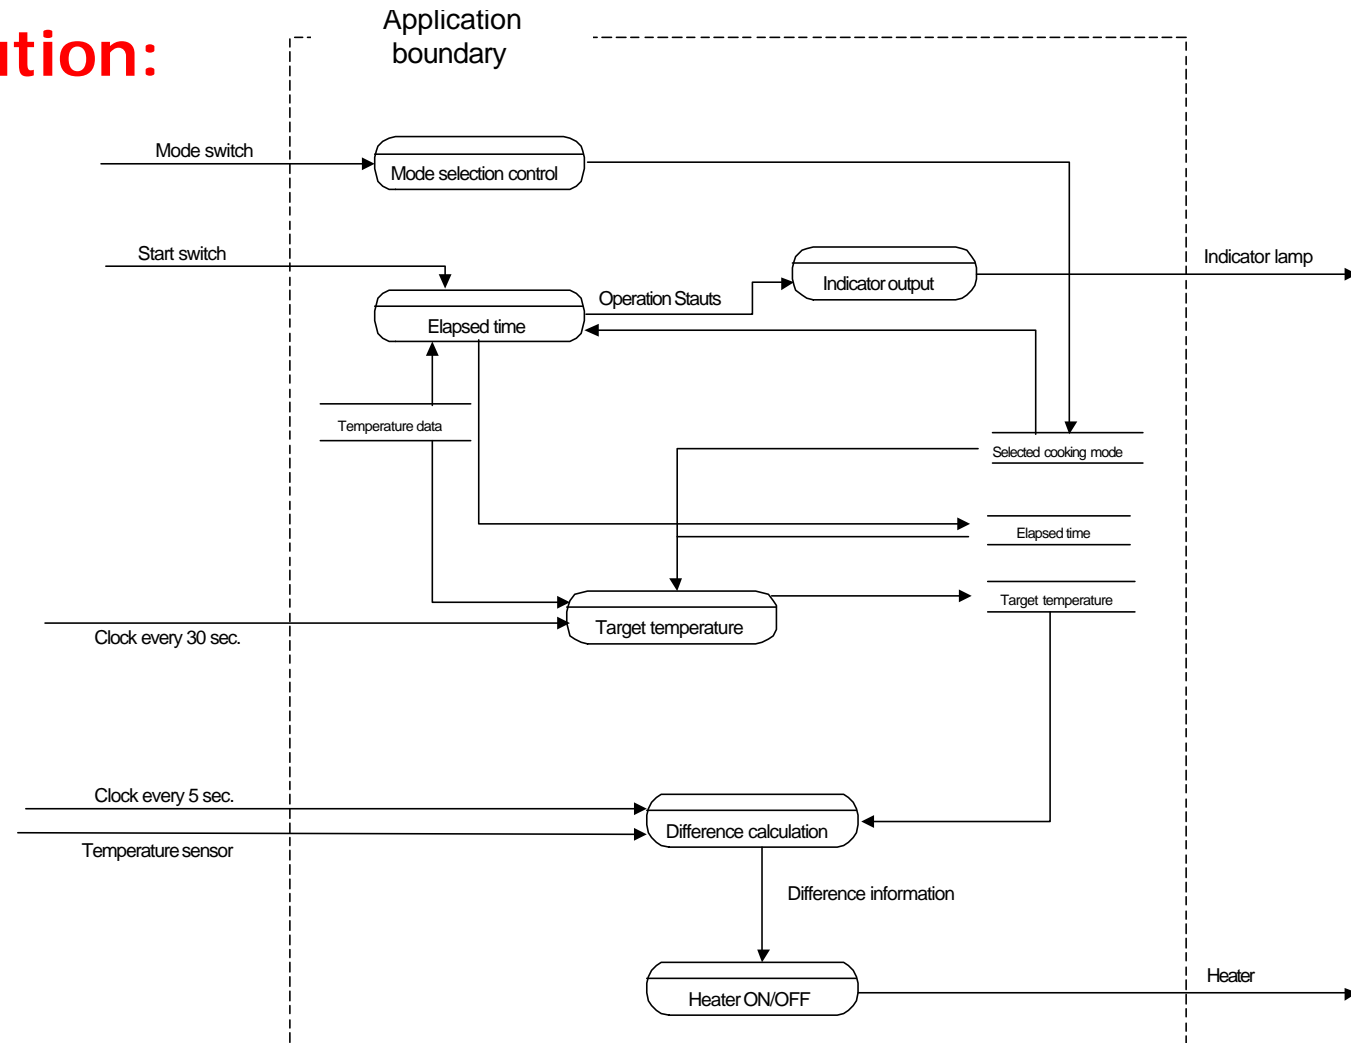 Application
ution:
boundary
Mode switch
Mode selection control
Start switch
Indicator lamp
Indicator output
Operation Stauts
Elapsed time
Temperature data
Selected cooking mode
Elapsed time
Target temperature
Target temperature
Clock every 30 sec.
Clock every 5 sec.
Difference calculation
Temperature sensor
Difference information
Heater
Heater ON/OFF